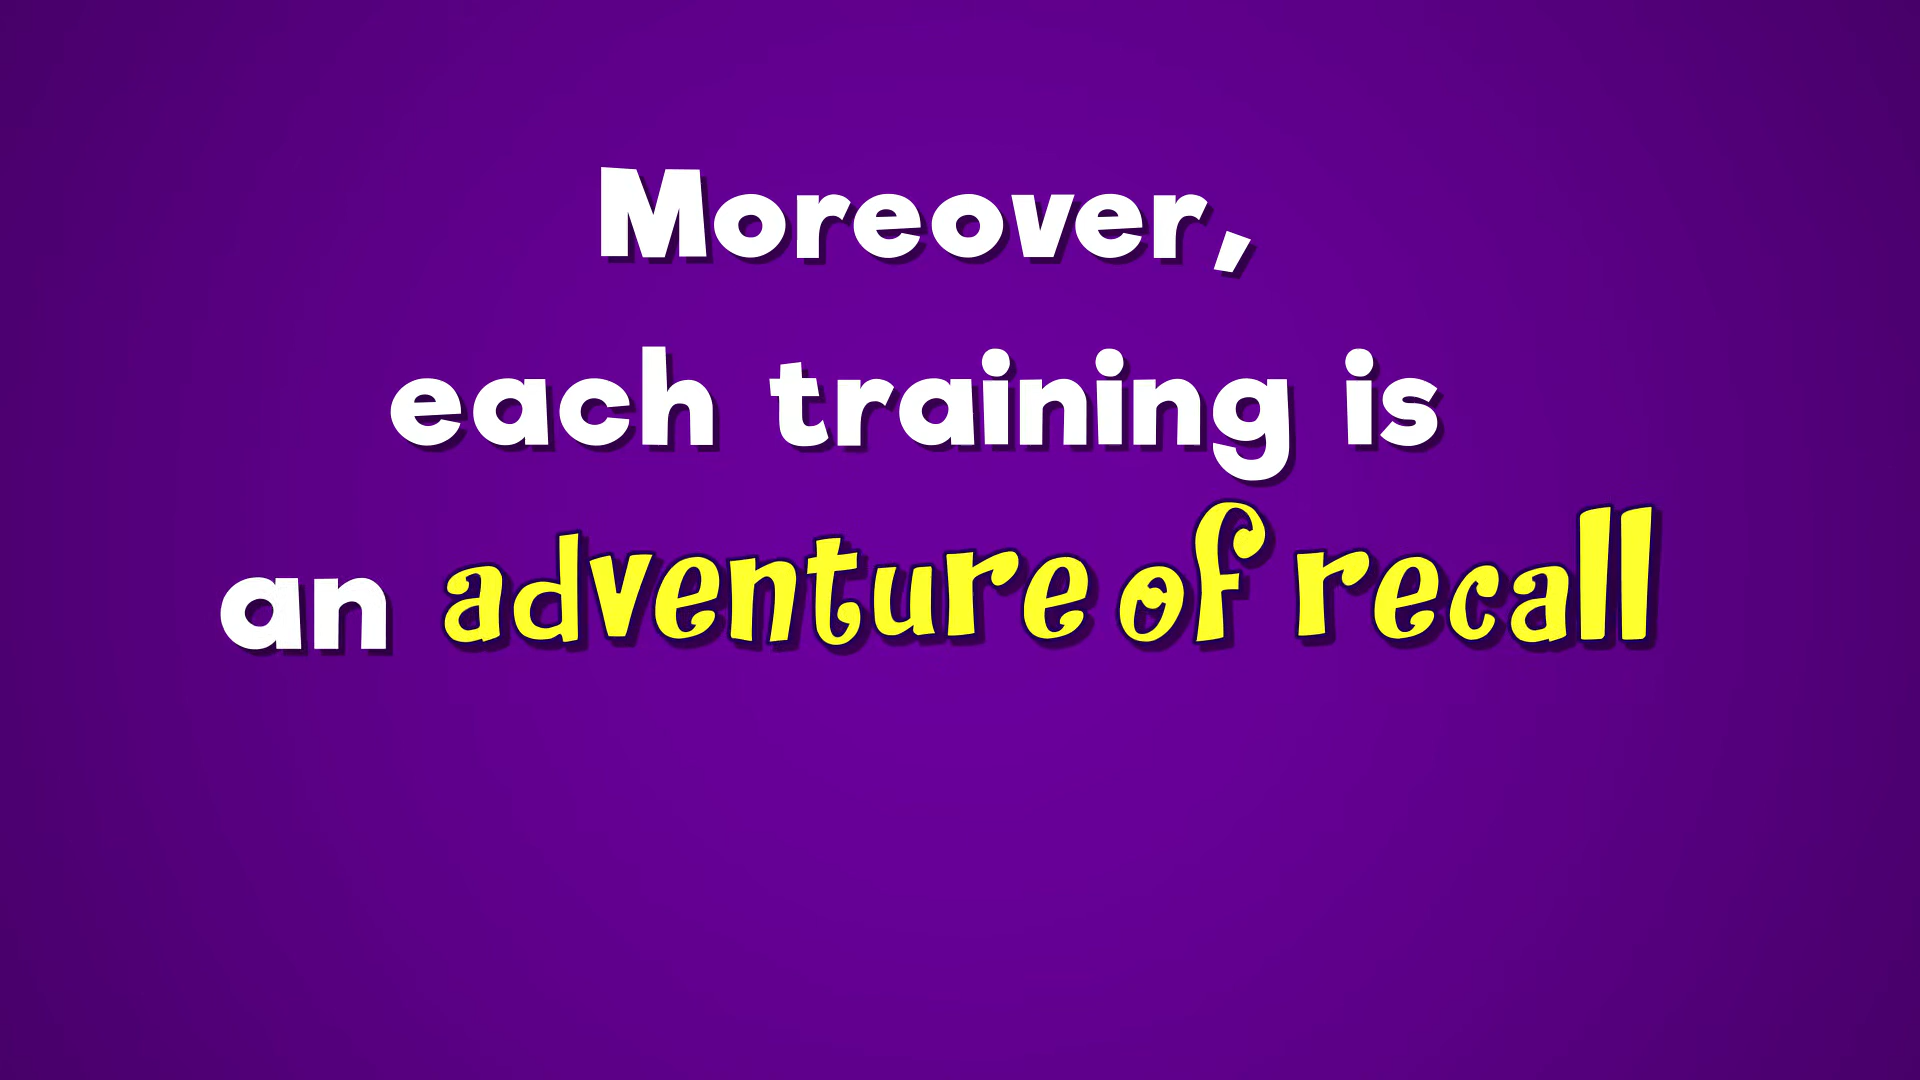 Moreover,
each training is
an adventure of recall